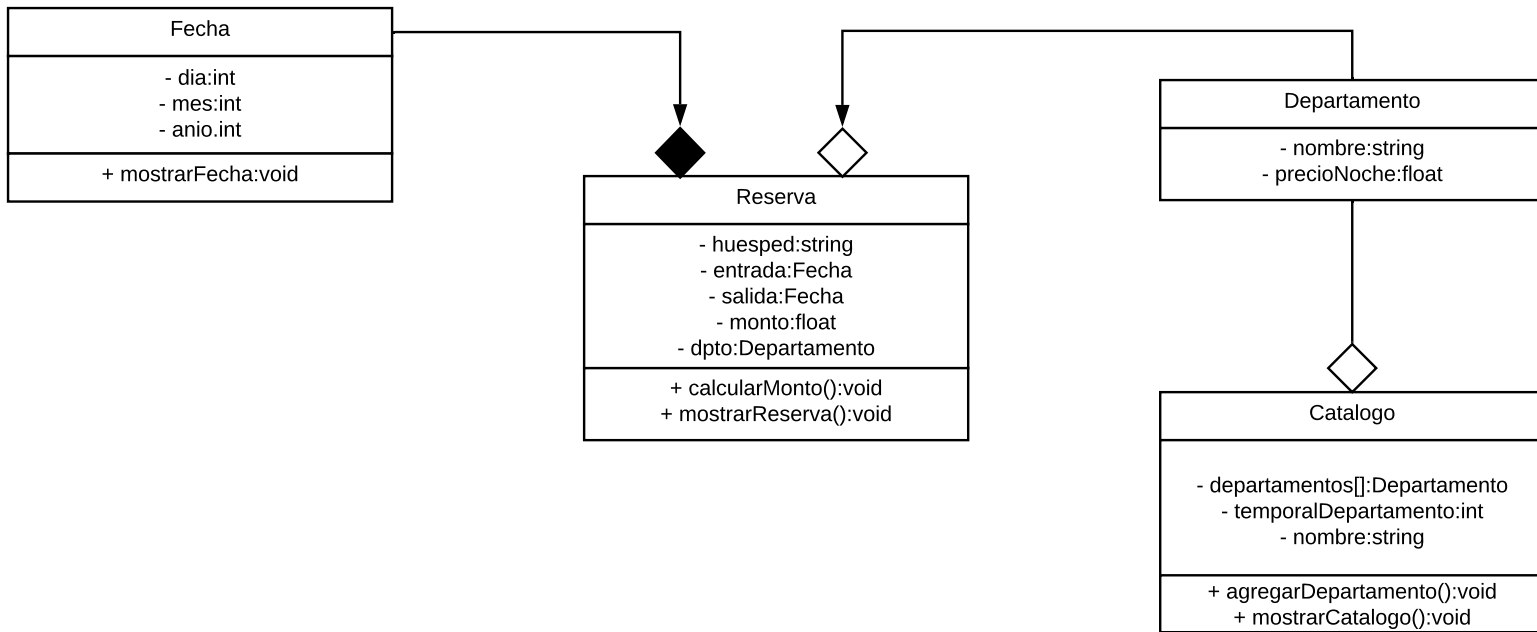 Fecha
- dia:int
- mes:int
- anio.int
+ mostrarFecha:void
Departamento
- nombre:string
- precioNoche:float
Reserva
- huesped:string
- entrada:Fecha
- salida:Fecha
- monto:float
- dpto:Departamento
+ calcularMonto():void
+ mostrarReserva():void
Catalogo
- departamentos[]:Departamento
- temporalDepartamento:int
- nombre:string
+ agregarDepartamento():void
+ mostrarCatalogo():void